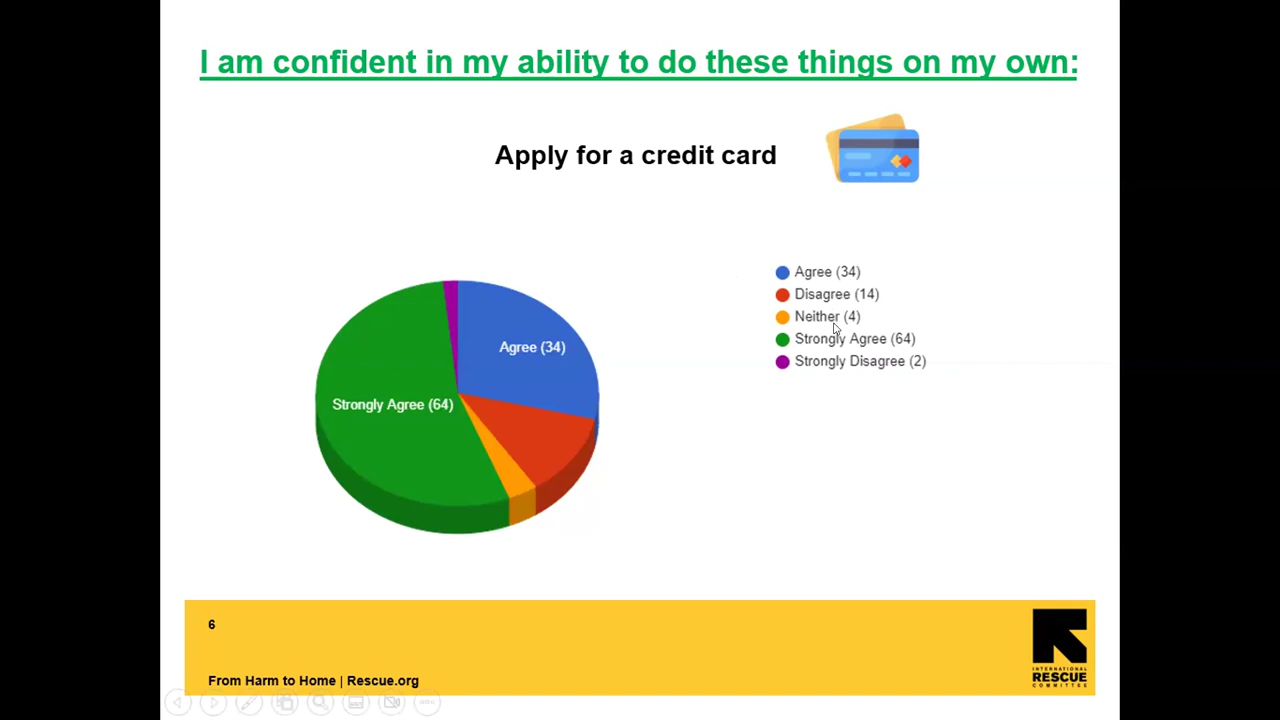 I am confident in my ability to do these things on my own:
Apply for a credit card
Agree (34)
Disagree (14)
Neither (4)
Strongly Agree (64)
Strongly Disagree (2)
Agree (34)
Strongly Agree (64)
6
From Harm to Home | Rescue.org
INTERNATIONAL
RESCUE
COMMITTEE